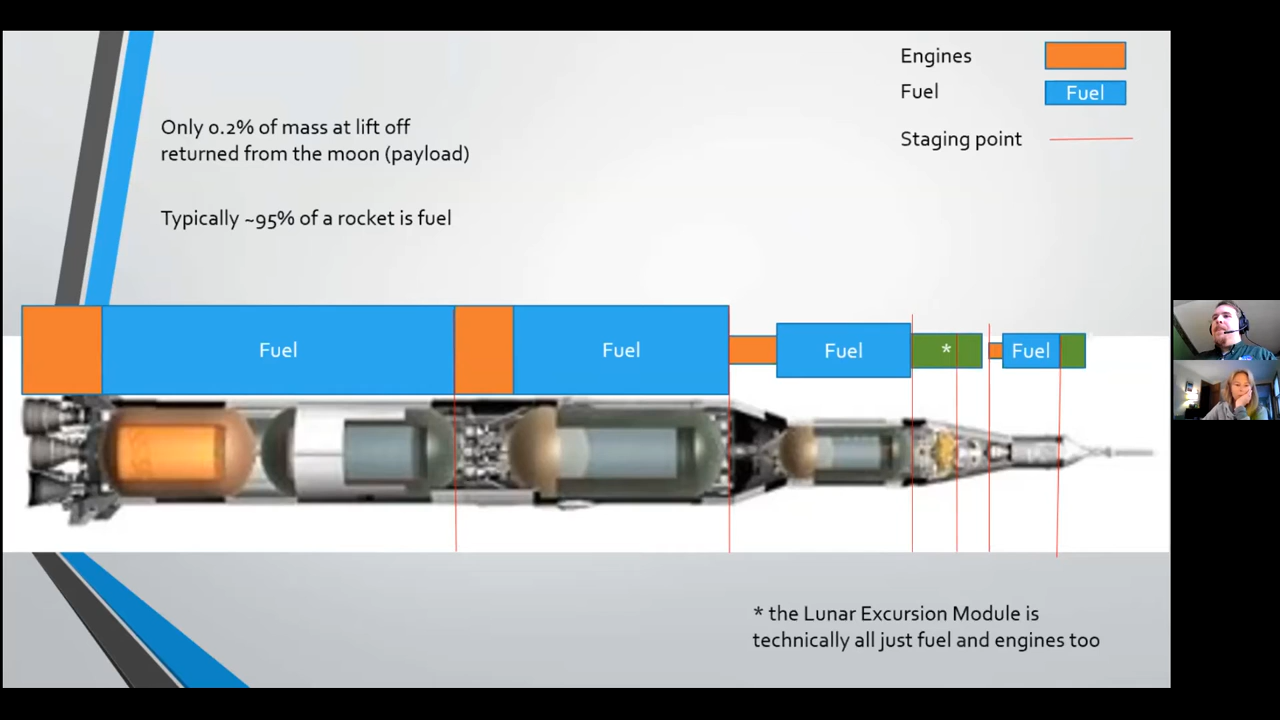 Engines
Fuel
Fuel
Staging point
Only 0.2% of mass at lift off
returned from the moon (payload)
Typically ~95% of a rocket is fuel
Fuel
Fuel
Fuel
*
Fuel
* the Lunar Excursion Module is
technically all just fuel and engines too